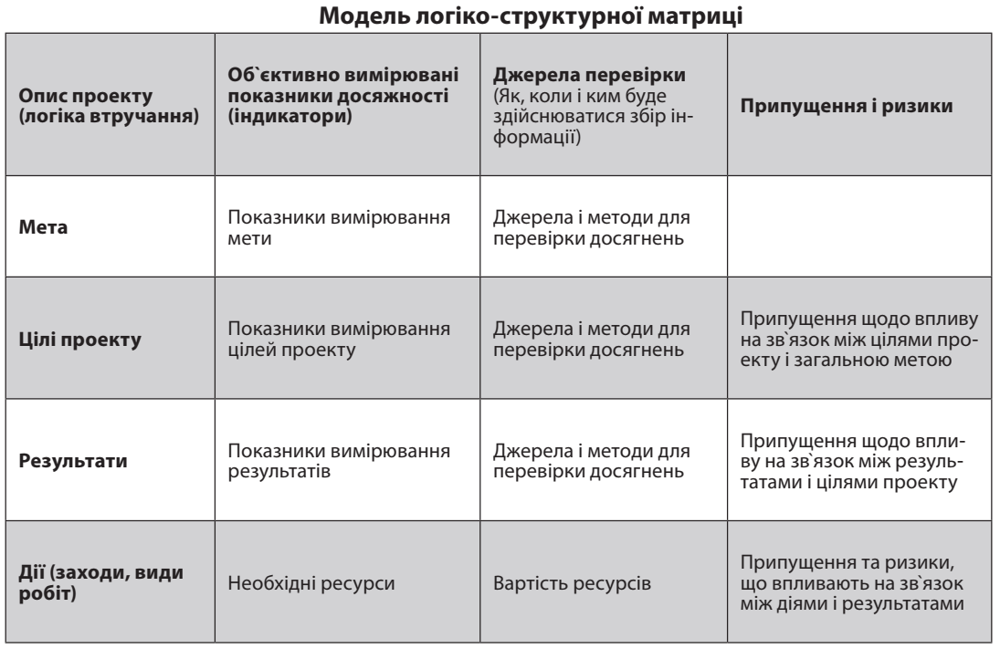 Модель логіко-структурної матриці
Опис проекту
(логіка втручання)
Об`єктивно вимірювані
показники досяжності
(індикатори)
Джерела перевірки
(Як, коли і ким буде
здійснюватися збір ін-
формації)
Припущення і ризики
Мета
Показники вимірювання
мети
Джерела і методи для
перевірки досягнень
Цілі проекту
Показники вимірювання
цілей проекту
Джерела і методи для
перевірки досягнень
Припущення щодо впливу
на зв`язок між цілями про-
екту і загальною метою
Результати
Показники вимірювання
результатів
Джерела і методи для
перевірки досягнень
Припущення щодо впли-
ву на зв`язок між резуль-
татами і цілями проекту
Дії (заходи, види
робіт)
Необхідні ресурси
Вартість ресурсів
Припущення та ризики,
що впливають на зв`язок
між діями і результатами